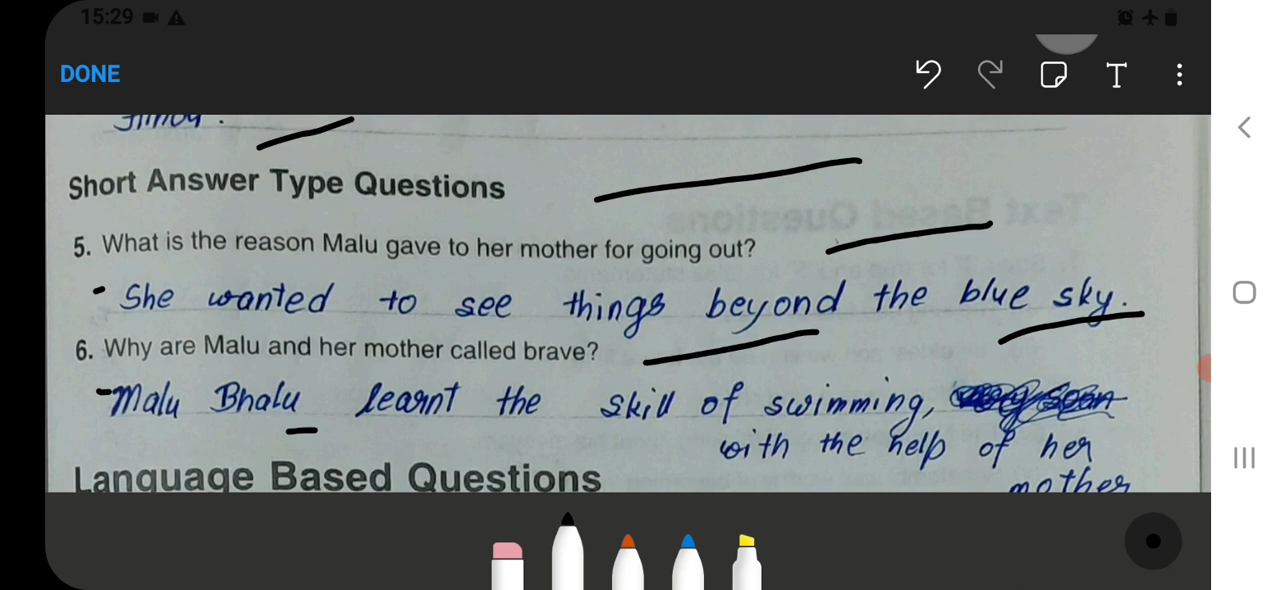 15:29
DONE
T
Short Answer Type Questions
5. What is the reason Malu gave to her mother for going out?
- She wanted to see things beyond the blue sky.
6. Why are Malu and her mother called brave?
- Malu Bhalu learnt the skill of swimming,
with the help of her
mother
Language Based Questions